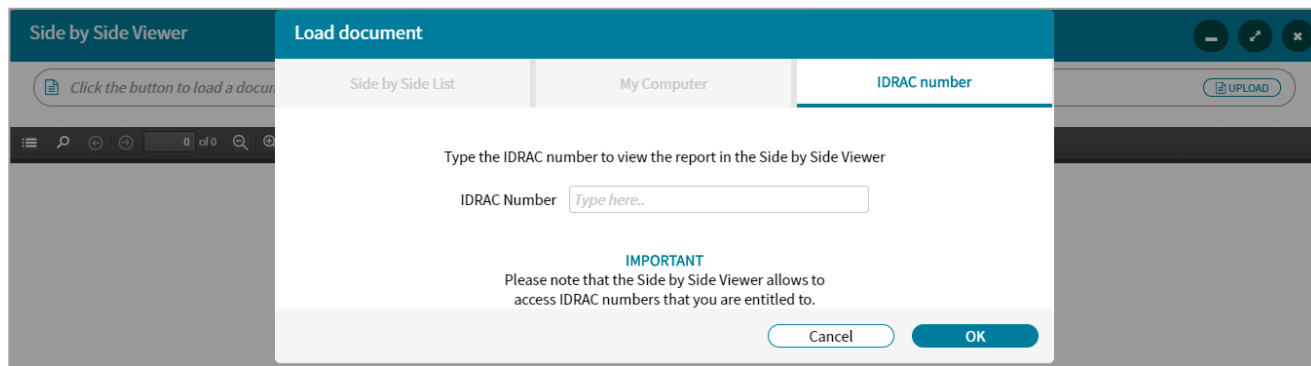 Side by Side Viewer
Load document
Side by Side List
My Computer
IDRAC number
Click the button to load a docum
UPLOAD
0 of 0
Type the IDRAC number to view the report in the Side by Side Viewer
IDRAC Number Type here..
IMPORTANT
Please note that the Side by Side Viewer allows to
access IDRAC numbers that you are entitled to.
Cancel
OK